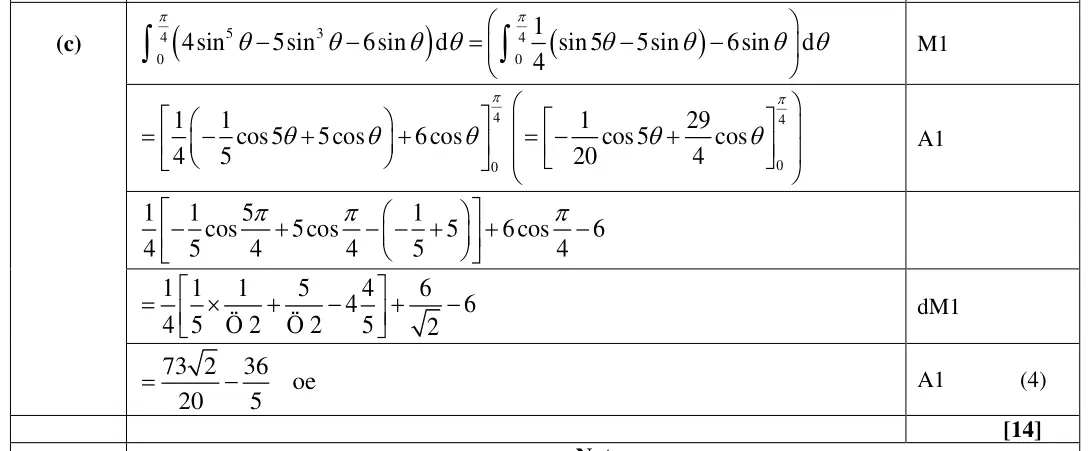 (c) ∫₀^{π/4} (4sin⁵θ − 5sin³θ − 6sinθ) dθ = (∫₀^{π/4} 1/4 (sin5θ − 5sinθ) − 6sinθ) dθ M1
= [1/4 (−1/5 cos5θ + 5cosθ) + 6cosθ]₀^{π/4} (= [−1/20 cos5θ + 29/4 cosθ]₀^{π/4}) A1
1/4 [−1/5 cos 5π/4 + 5cos π/4 − (−1/5 + 5)] + 6cos π/4 − 6
= 1/4 [1/5 × 1/Ö 2 + 5/Ö 2 − 4 4/5] + 6/√2 − 6 dM1
= 73√2/20 − 36/5 oe A1 (4)
[14]